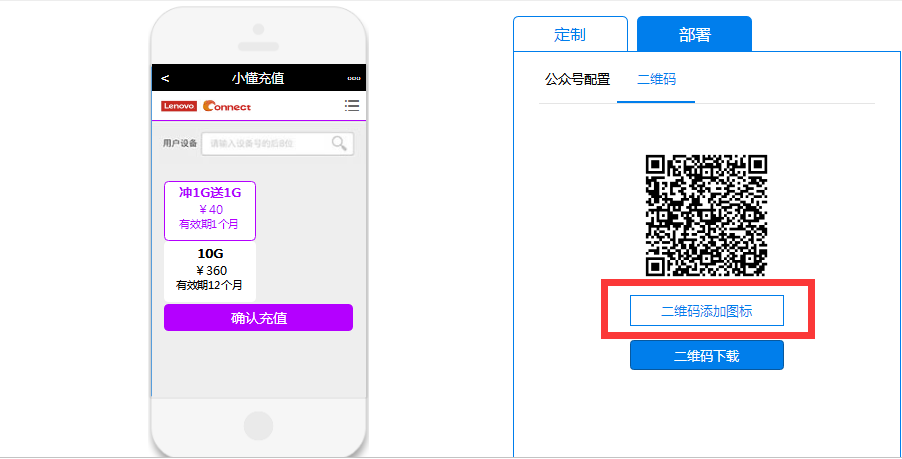 小懂充值
Lenovo Connect
用户设备 请输入设备号的后8位
冲1G送1G
￥40
有效期1个月
10G
￥360
有效期12个月
确认充值
定制 部署
公众号配置 二维码
二维码添加图标
二维码下载